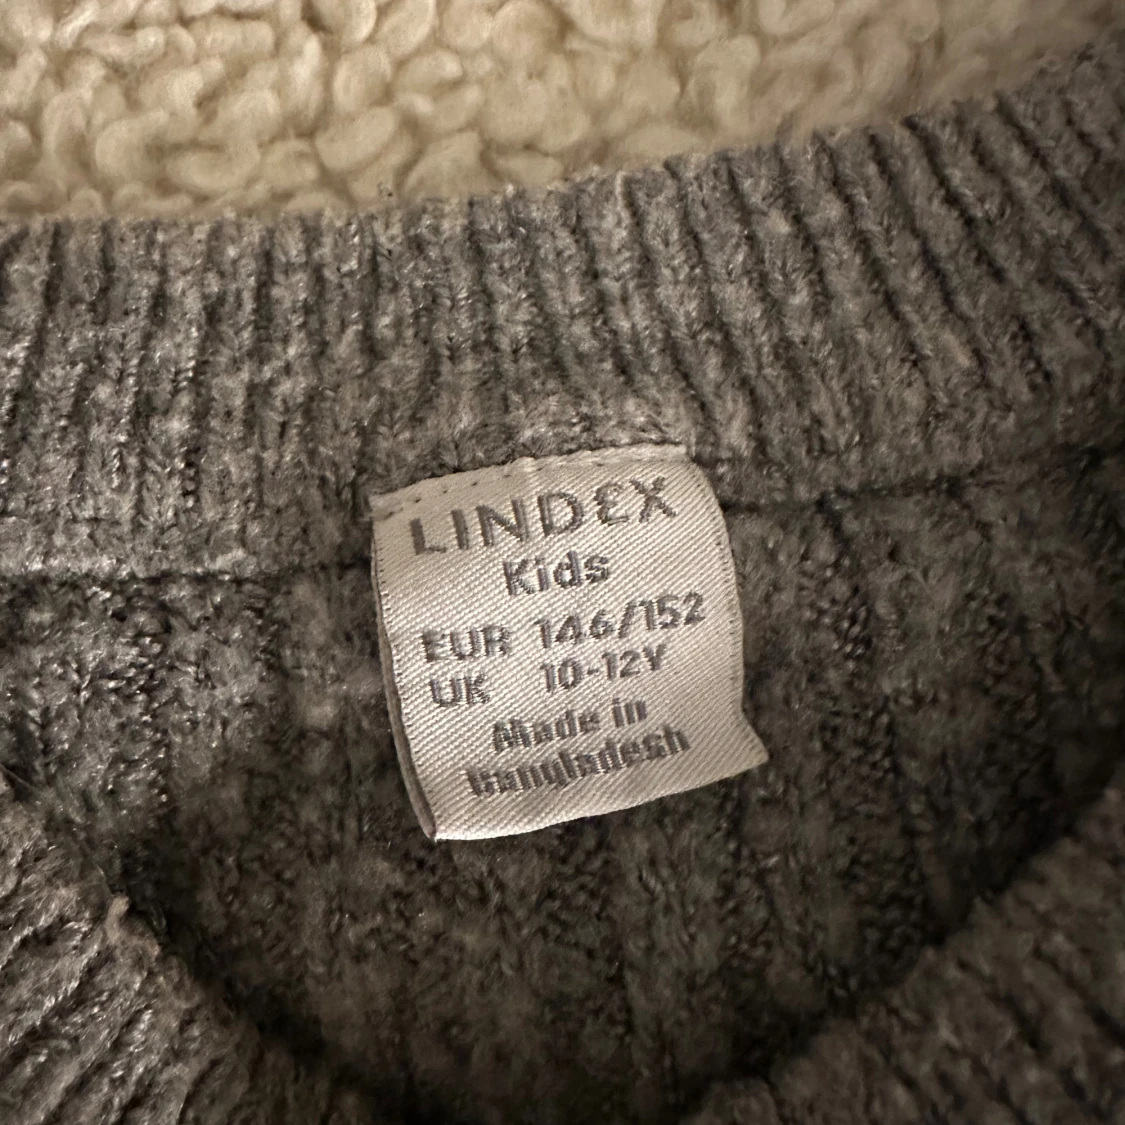 LINDEX
Kids
EUR 146/152
UK 10-12Y
Made in
Bangladesh